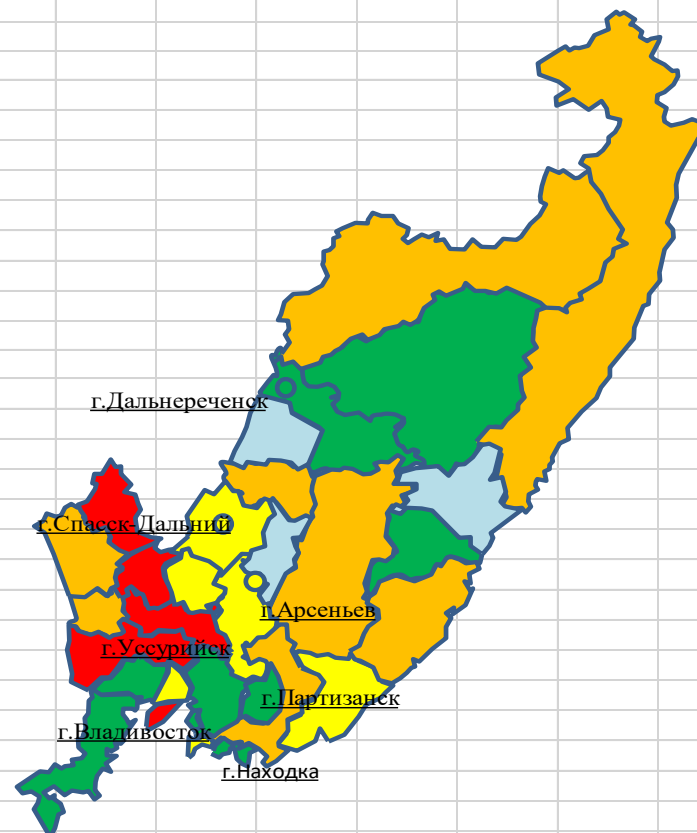 г.Дальнереченск
г.Спасск-Дальний
г.Арсеньев
г.Уссурийск
г.Партизанск
г.Владивосток
г.Находка